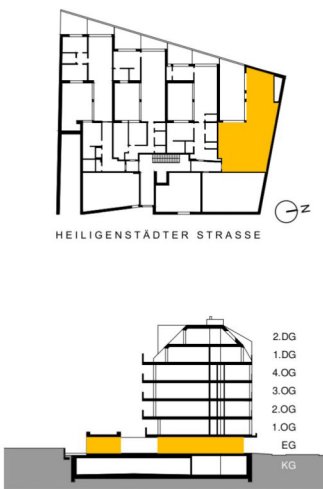 N
HEILIGENSTÄDTER STRASSE
2.DG
1.DG
4.OG
3.OG
2.OG
1.OG
EG
KG